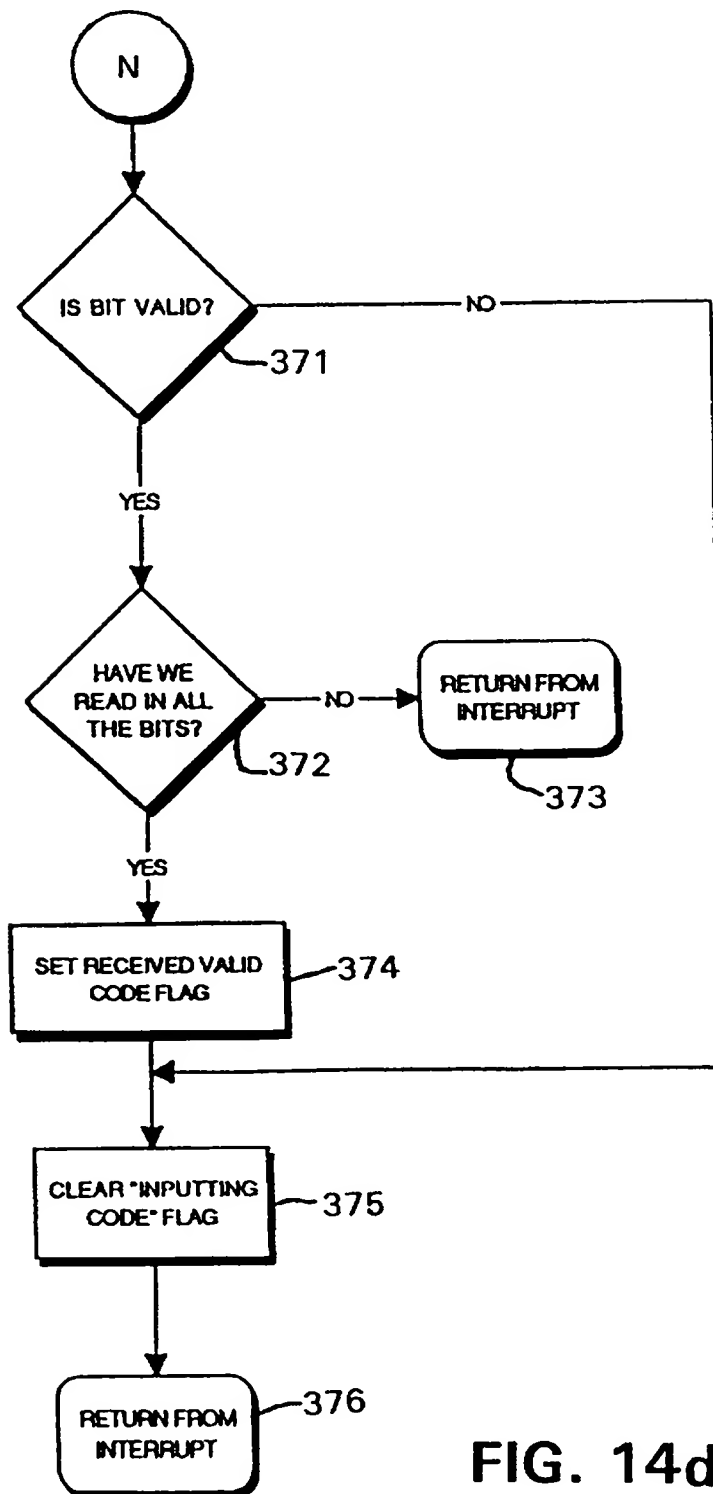 N
IS BIT VALID?
NO
371
YES
HAVE WE
READ IN ALL
THE BITS?
NO
RETURN FROM
INTERRUPT
372
373
YES
SET RECEIVED VALID
CODE FLAG
374
CLEAR "INPUTTING
CODE" FLAG
375
RETURN FROM
INTERRUPT
376
FIG. 14d